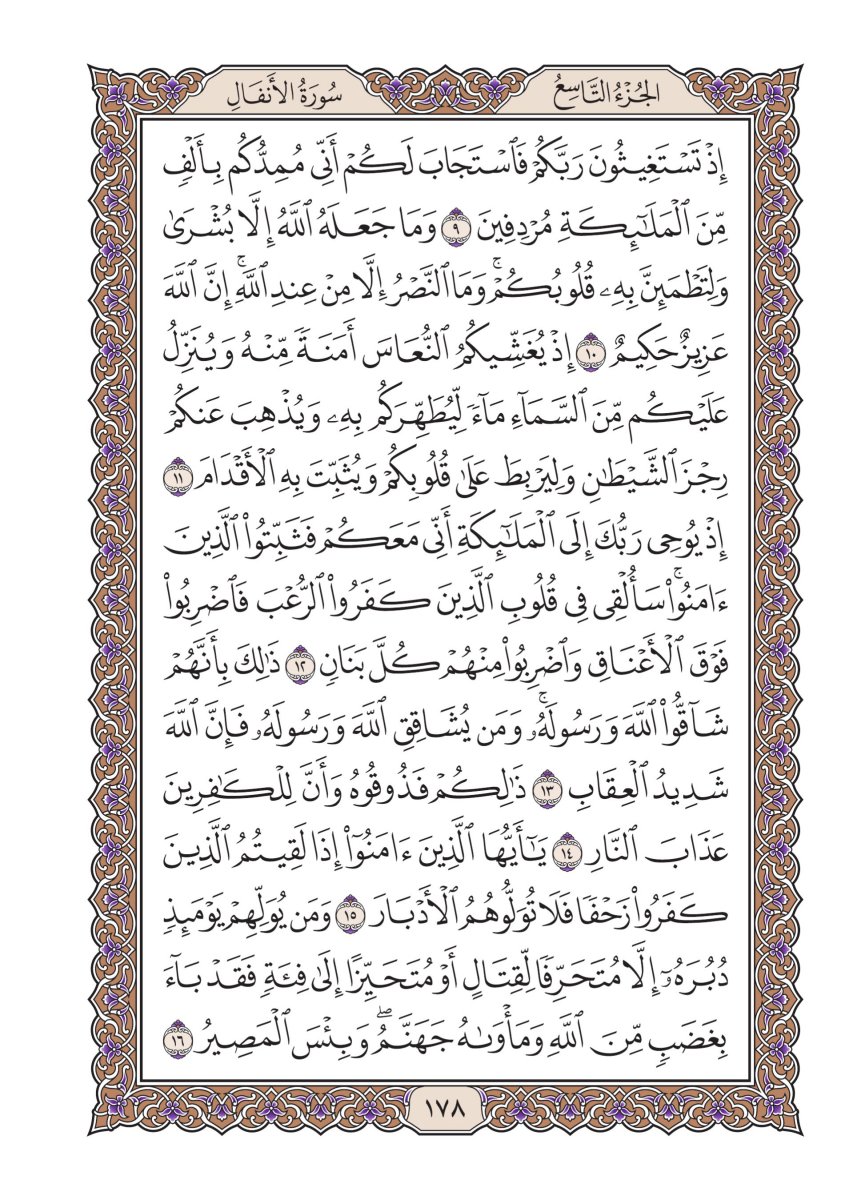 الجُزْءُ التَّاسِعُ
سُورَةُ الأَنفَالِ
إِذۡ تَسۡتَغِيثُونَ رَبَّكُمۡ فَٱسۡتَجَابَ لَكُمۡ أَنِّي مُمِدُّكُم بِأَلۡفٖ
مِّنَ ٱلۡمَلَٰٓئِكَةِ مُرۡدِفِينَ ٩ وَمَا جَعَلَهُ ٱللَّهُ إِلَّا بُشۡرَىٰ
وَلِتَطۡمَئِنَّ بِهِۦ قُلُوبُكُمۡۚ وَمَا ٱلنَّصۡرُ إِلَّا مِنۡ عِندِ ٱللَّهِۚ إِنَّ ٱللَّهَ
عَزِيزٌ حَكِيمٌ ١٠ إِذۡ يُغَشِّيكُمُ ٱلنُّعَاسَ أَمَنَةٗ مِّنۡهُ وَيُنَزِّلُ
عَلَيۡكُم مِّنَ ٱلسَّمَآءِ مَآءٗ لِّيُطَهِّرَكُم بِهِۦ وَيُذۡهِبَ عَنكُمۡ
رِجۡزَ ٱلشَّيۡطَٰنِ وَلِيَرۡبِطَ عَلَىٰ قُلُوبِكُمۡ وَيُثَبِّتَ بِهِ ٱلۡأَقۡدَامَ ١١
إِذۡ يُوحِي رَبُّكَ إِلَى ٱلۡمَلَٰٓئِكَةِ أَنِّي مَعَكُمۡ فَثَبِّتُواْ ٱلَّذِينَ
ءَامَنُواْۚ سَأُلۡقِي فِي قُلُوبِ ٱلَّذِينَ كَفَرُواْ ٱلرُّعۡبَ فَٱضۡرِبُواْ
فَوۡقَ ٱلۡأَعۡنَاقِ وَٱضۡرِبُواْ مِنۡهُمۡ كُلَّ بَنَانٖ ١٢ ذَٰلِكَ بِأَنَّهُمۡ
شَآقُّواْ ٱللَّهَ وَرَسُولَهُۥۚ وَمَن يُشَاقِقِ ٱللَّهَ وَرَسُولَهُۥ فَإِنَّ ٱللَّهَ
شَدِيدُ ٱلۡعِقَابِ ١٣ ذَٰلِكُمۡ فَذُوقُوهُ وَأَنَّ لِلۡكَٰفِرِينَ
عَذَابَ ٱلنَّارِ ١٤ يَٰٓأَيُّهَا ٱلَّذِينَ ءَامَنُوٓاْ إِذَا لَقِيتُمُ ٱلَّذِينَ
كَفَرُواْ زَحۡفٗا فَلَا تُوَلُّوهُمُ ٱلۡأَدۡبَارَ ١٥ وَمَن يُوَلِّهِمۡ يَوۡمَئِذٖ
دُبُرَهُۥٓ إِلَّا مُتَحَرِّفٗا لِّقِتَالٍ أَوۡ مُتَحَيِّزًا إِلَىٰ فِئَةٖ فَقَدۡ بَآءَ
بِغَضَبٖ مِّنَ ٱللَّهِ وَمَأۡوَىٰهُ جَهَنَّمُۖ وَبِئۡسَ ٱلۡمَصِيرُ ١٦
١٧٨